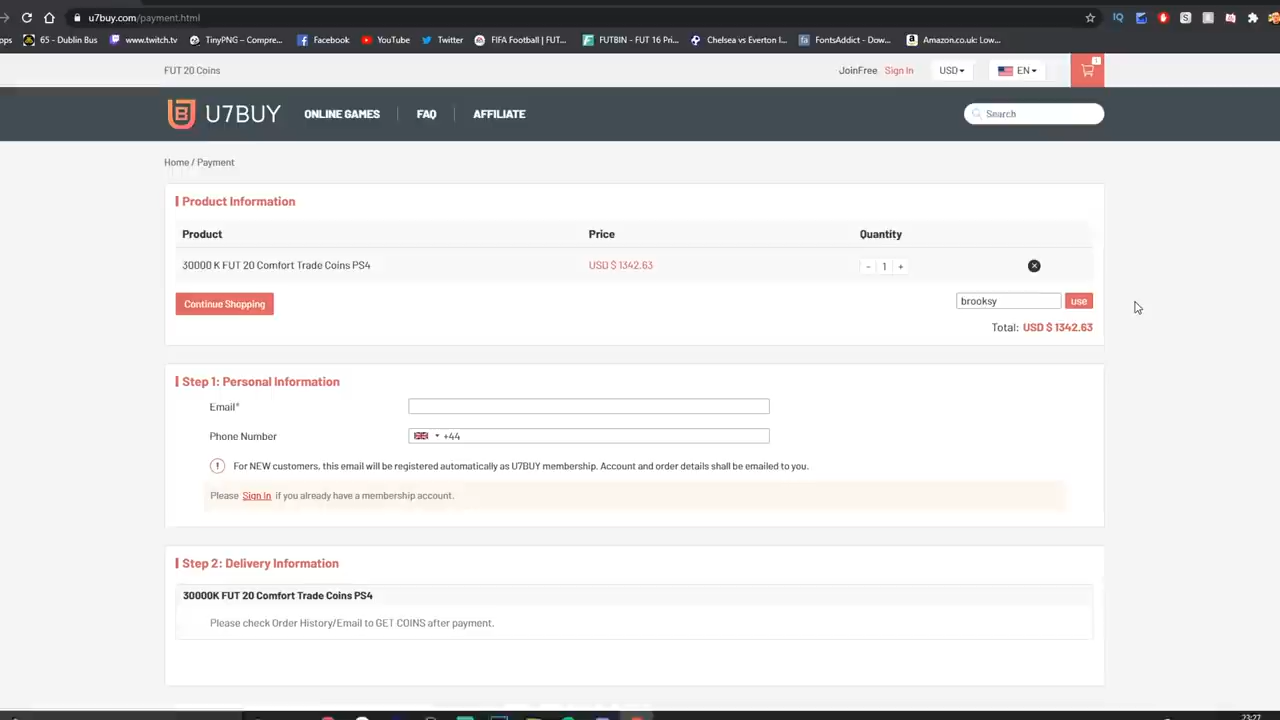 u7buy.com/payment.html
pps 65 - Dublin Bus www.twitch.tv TinyPNG – Compre... Facebook YouTube Twitter FIFA Football | FUT... FUTBIN - FUT 16 Pri... Chelsea vs Everton l... FontsAddict - Dow... Amazon.co.uk: Low...
FUT 20 Coins JoinFree Sign In USD EN 1
U7BUY ONLINE GAMES FAQ AFFILIATE Search
Home / Payment
Product Information
Product Price Quantity
30000 K FUT 20 Comfort Trade Coins PS4 USD $ 1342.63 - 1 +
Continue Shopping brooksy use
Total: USD $ 1342.63
Step 1: Personal Information
Email*
Phone Number +44
For NEW customers, this email will be registered automatically as U7BUY membership. Account and order details shall be emailed to you.
Please Sign In if you already have a membership account.
Step 2: Delivery Information
30000K FUT 20 Comfort Trade Coins PS4
Please check Order History/Email to GET COINS after payment.
23:27